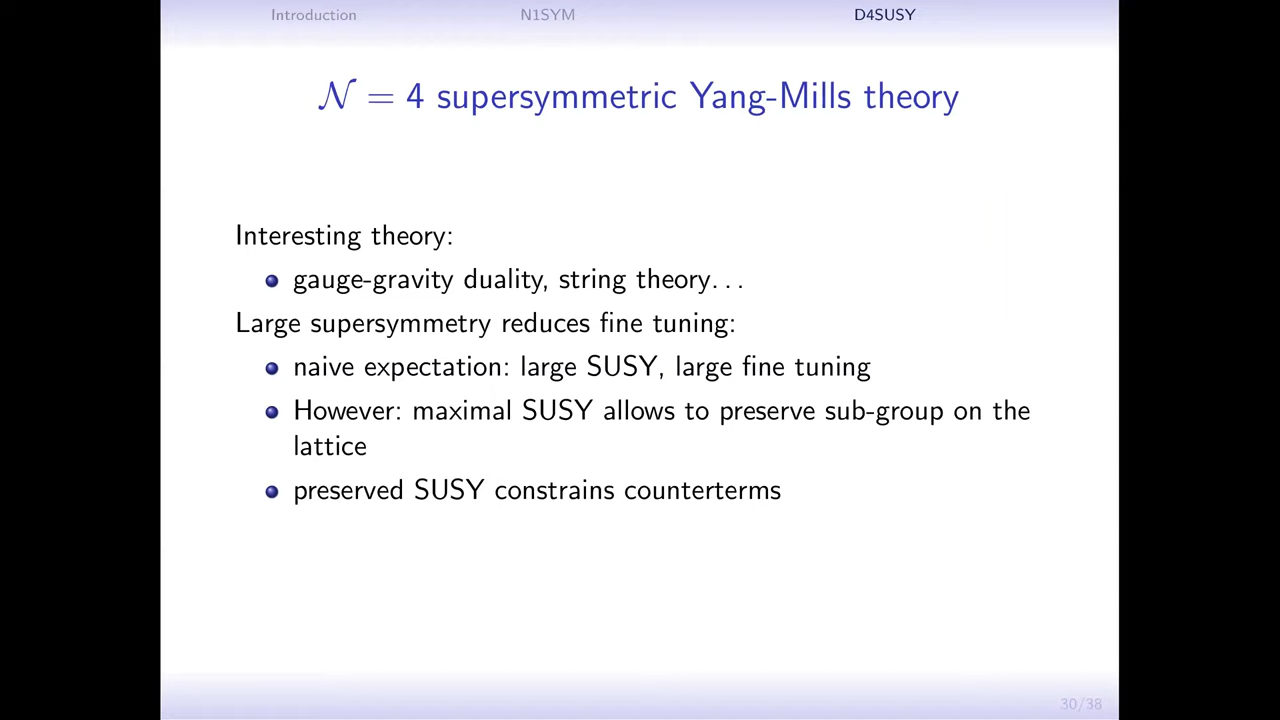 Introduction N1SYM D4SUSY
𝒩 = 4 supersymmetric Yang-Mills theory
Interesting theory:
gauge-gravity duality, string theory...
Large supersymmetry reduces fine tuning:
naive expectation: large SUSY, large fine tuning
However: maximal SUSY allows to preserve sub-group on the
lattice
preserved SUSY constrains counterterms
30/38